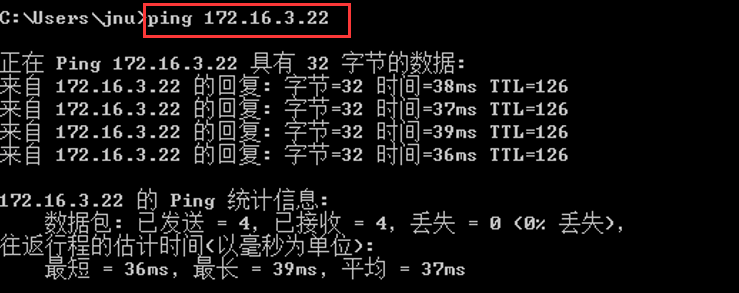 C:\Users\jnu>ping 172.16.3.22
正在 Ping 172.16.3.22 具有 32 字节的数据:
来自 172.16.3.22 的回复: 字节=32 时间=38ms TTL=126
来自 172.16.3.22 的回复: 字节=32 时间=37ms TTL=126
来自 172.16.3.22 的回复: 字节=32 时间=39ms TTL=126
来自 172.16.3.22 的回复: 字节=32 时间=36ms TTL=126
172.16.3.22 的 Ping 统计信息:
数据包: 已发送 = 4, 已接收 = 4, 丢失 = 0 (0% 丢失),
往返行程的估计时间(以毫秒为单位):
最短 = 36ms, 最长 = 39ms, 平均 = 37ms